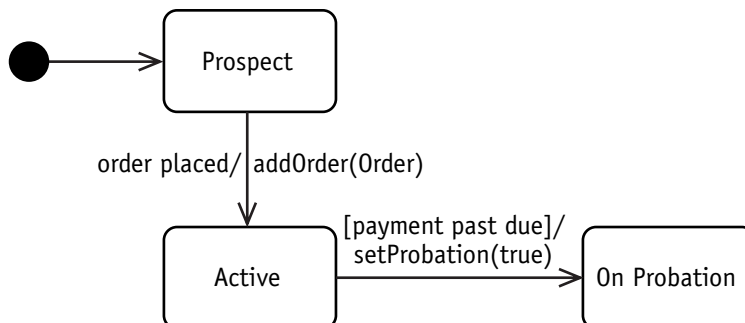 Prospect
order placed/ addOrder(Order)
[payment past due]/
setProbation(true)
Active
On Probation